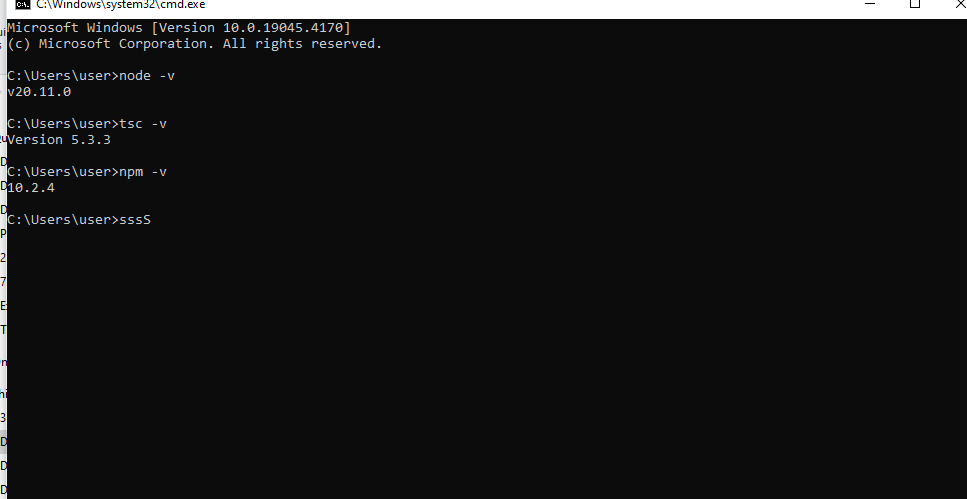 C:\Windows\system32\cmd.exe
Microsoft Windows [Version 10.0.19045.4170]
(c) Microsoft Corporation. All rights reserved.
C:\Users\user>node -v
v20.11.0
C:\Users\user>tsc -v
Version 5.3.3
C:\Users\user>npm -v
10.2.4
C:\Users\user>sssS